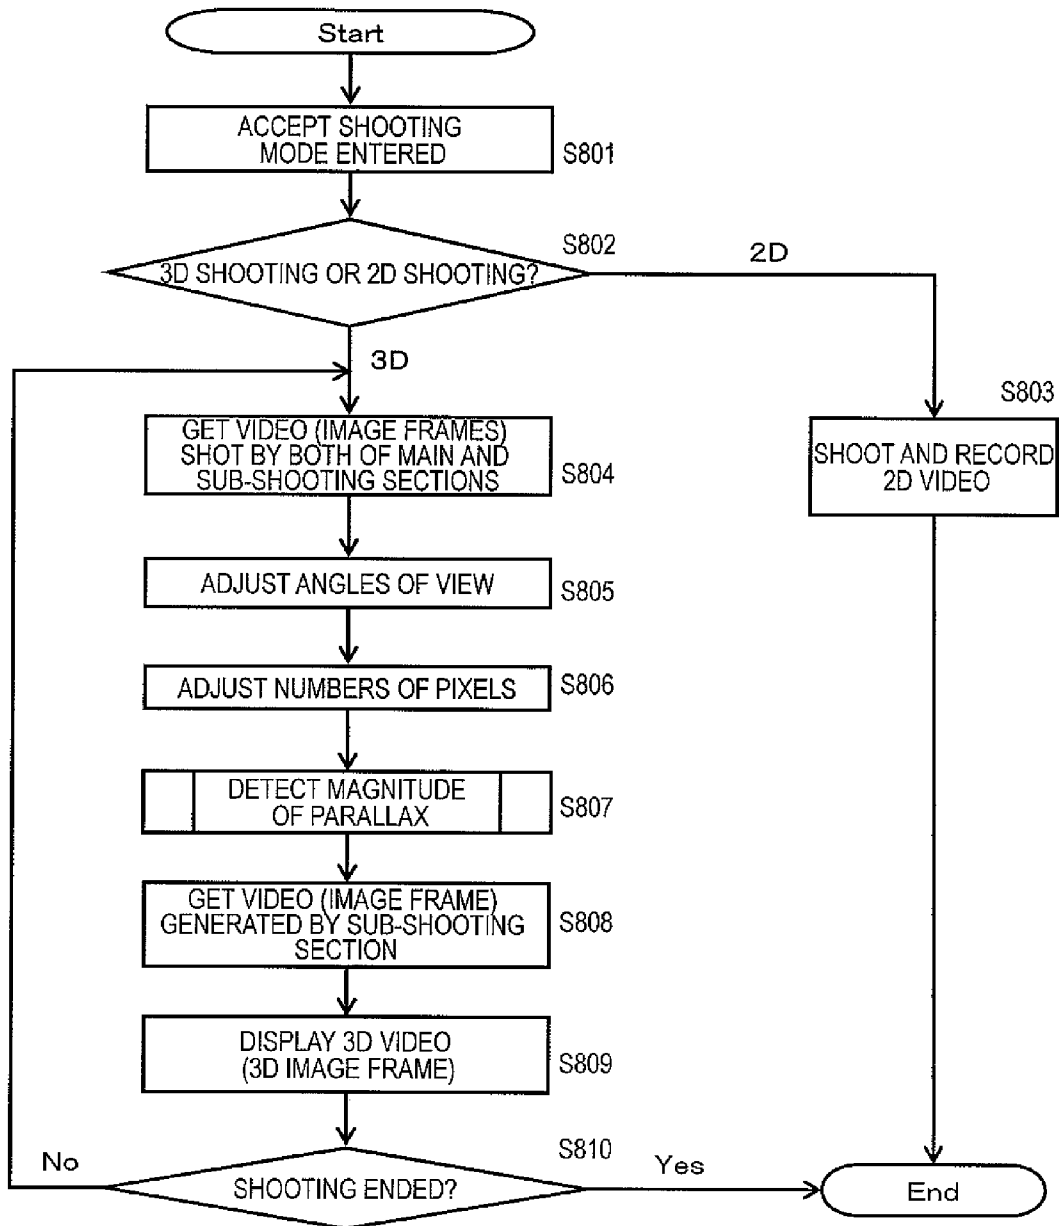 Start
ACCEPT SHOOTING
MODE ENTERED
S801
3D SHOOTING OR 2D SHOOTING?
S802
2D
3D
S803
SHOOT AND RECORD
2D VIDEO
GET VIDEO (IMAGE FRAMES)
SHOT BY BOTH OF MAIN AND
SUB-SHOOTING SECTIONS
S804
ADJUST ANGLES OF VIEW
S805
ADJUST NUMBERS OF PIXELS
S806
DETECT MAGNITUDE
OF PARALLAX
S807
GET VIDEO (IMAGE FRAME)
GENERATED BY SUB-SHOOTING
SECTION
S808
DISPLAY 3D VIDEO
(3D IMAGE FRAME)
S809
SHOOTING ENDED?
S810
No
Yes
End